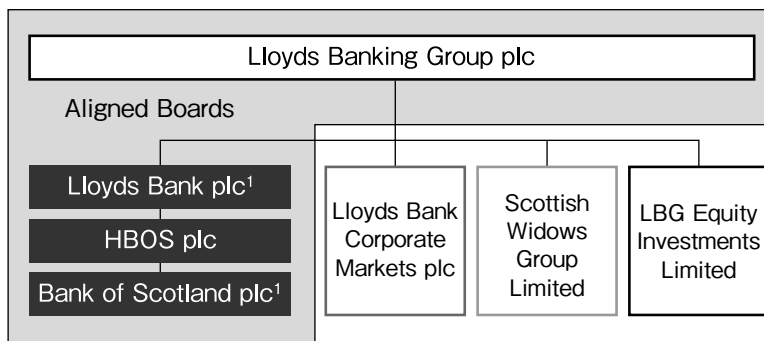 Lloyds Banking Group plc
Aligned Boards
Lloyds Bank plc¹
HBOS plc
Bank of Scotland plc¹
Lloyds Bank
Corporate
Markets plc
Scottish
Widows
Group
Limited
LBG Equity
Investments
Limited